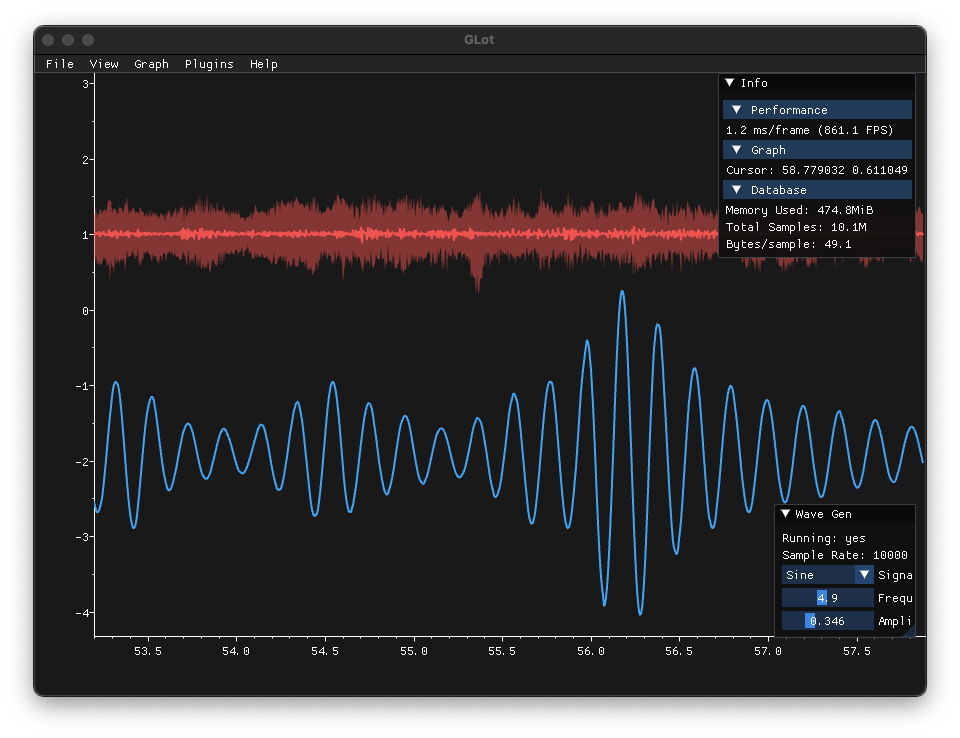 GLot
File View Graph Plugins Help
3
2
1
0
-1
-2
-3
-4
53.5 54.0 54.5 55.0 55.5 56.0 56.5 57.0 57.5
Info
Performance
1.2 ms/frame (861.1 FPS)
Graph
Cursor: 58.779032 0.611049
Database
Memory Used: 474.8MiB
Total Samples: 10.1M
Bytes/sample: 49.1
Wave Gen
Running: yes
Sample Rate: 10000
Sine Signa
4.9 Frequ
0.346 Ampli